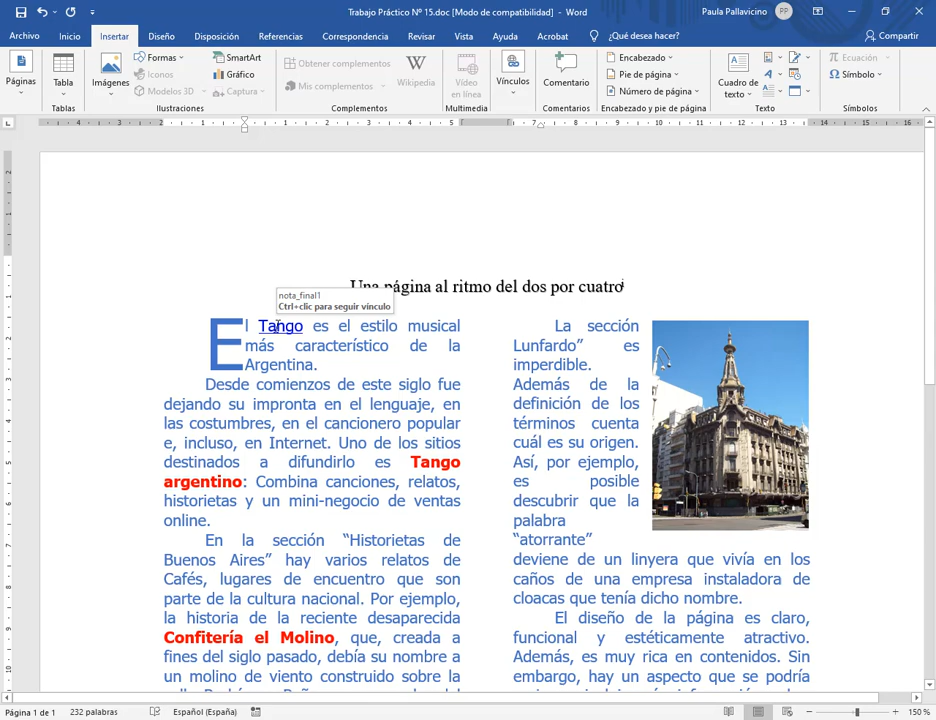 Trabajo Práctico Nº 15.doc [Modo de compatibilidad] - Word
Paula Pallavicino
PP
Archivo
Inicio
Insertar
Diseño
Disposición
Referencias
Correspondencia
Revisar
Vista
Ayuda
Acrobat
¿Qué desea hacer?
Compartir
Páginas
Tabla
Tablas
Imágenes
Formas
Iconos
Modelos 3D
SmartArt
Gráfico
Captura
Ilustraciones
Obtener complementos
Mis complementos
Wikipedia
Complementos
Vídeo
en línea
Multimedia
Vínculos
Comentario
Comentarios
Encabezado
Pie de página
Número de página
Encabezado y pie de página
Cuadro de
texto
Texto
Ecuación
Símbolo
Símbolos
Una página al ritmo del dos por cuatro
nota_final1
Ctrl+clic para seguir vínculo
El Tango es el estilo musical
más característico de la
Argentina.
Desde comienzos de este siglo fue
dejando su impronta en el lenguaje, en
las costumbres, en el cancionero popular
e, incluso, en Internet. Uno de los sitios
destinados a difundirlo es Tango
argentino: Combina canciones, relatos,
historietas y un mini-negocio de ventas
online.
En la sección “Historietas de
Buenos Aires” hay varios relatos de
Cafés, lugares de encuentro que son
parte de la cultura nacional. Por ejemplo,
la historia de la reciente desaparecida
Confitería el Molino, que, creada a
fines del siglo pasado, debía su nombre a
un molino de viento construido sobre la
La sección
Lunfardo” es
imperdible.
Además de la
definición de los
términos cuenta
cuál es su origen.
Así, por ejemplo,
es posible
descubrir que la
palabra
“atorrante”
deviene de un linyera que vivía en los
caños de una empresa instaladora de
cloacas que tenía dicho nombre.
El diseño de la página es claro,
funcional y estéticamente atractivo.
Además, es muy rica en contenidos. Sin
embargo, hay un aspecto que se podría
Página 1 de 1
232 palabras
Español (España)
150 %